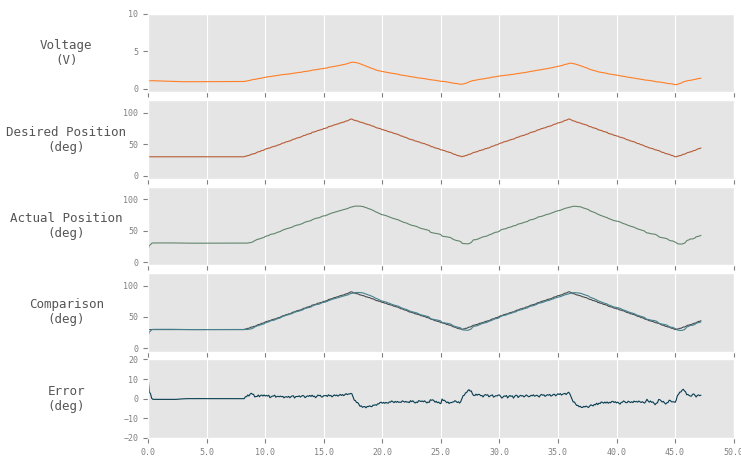 10
Voltage
(V)
5
0
100
Desired Position
(deg)
50
0
100
Actual Position
(deg)
50
0
100
Comparison
(deg)
50
0
20
10
Error
(deg)
0
−10
−20
0.0 5.0 10.0 15.0 20.0 25.0 30.0 35.0 40.0 45.0 50.0